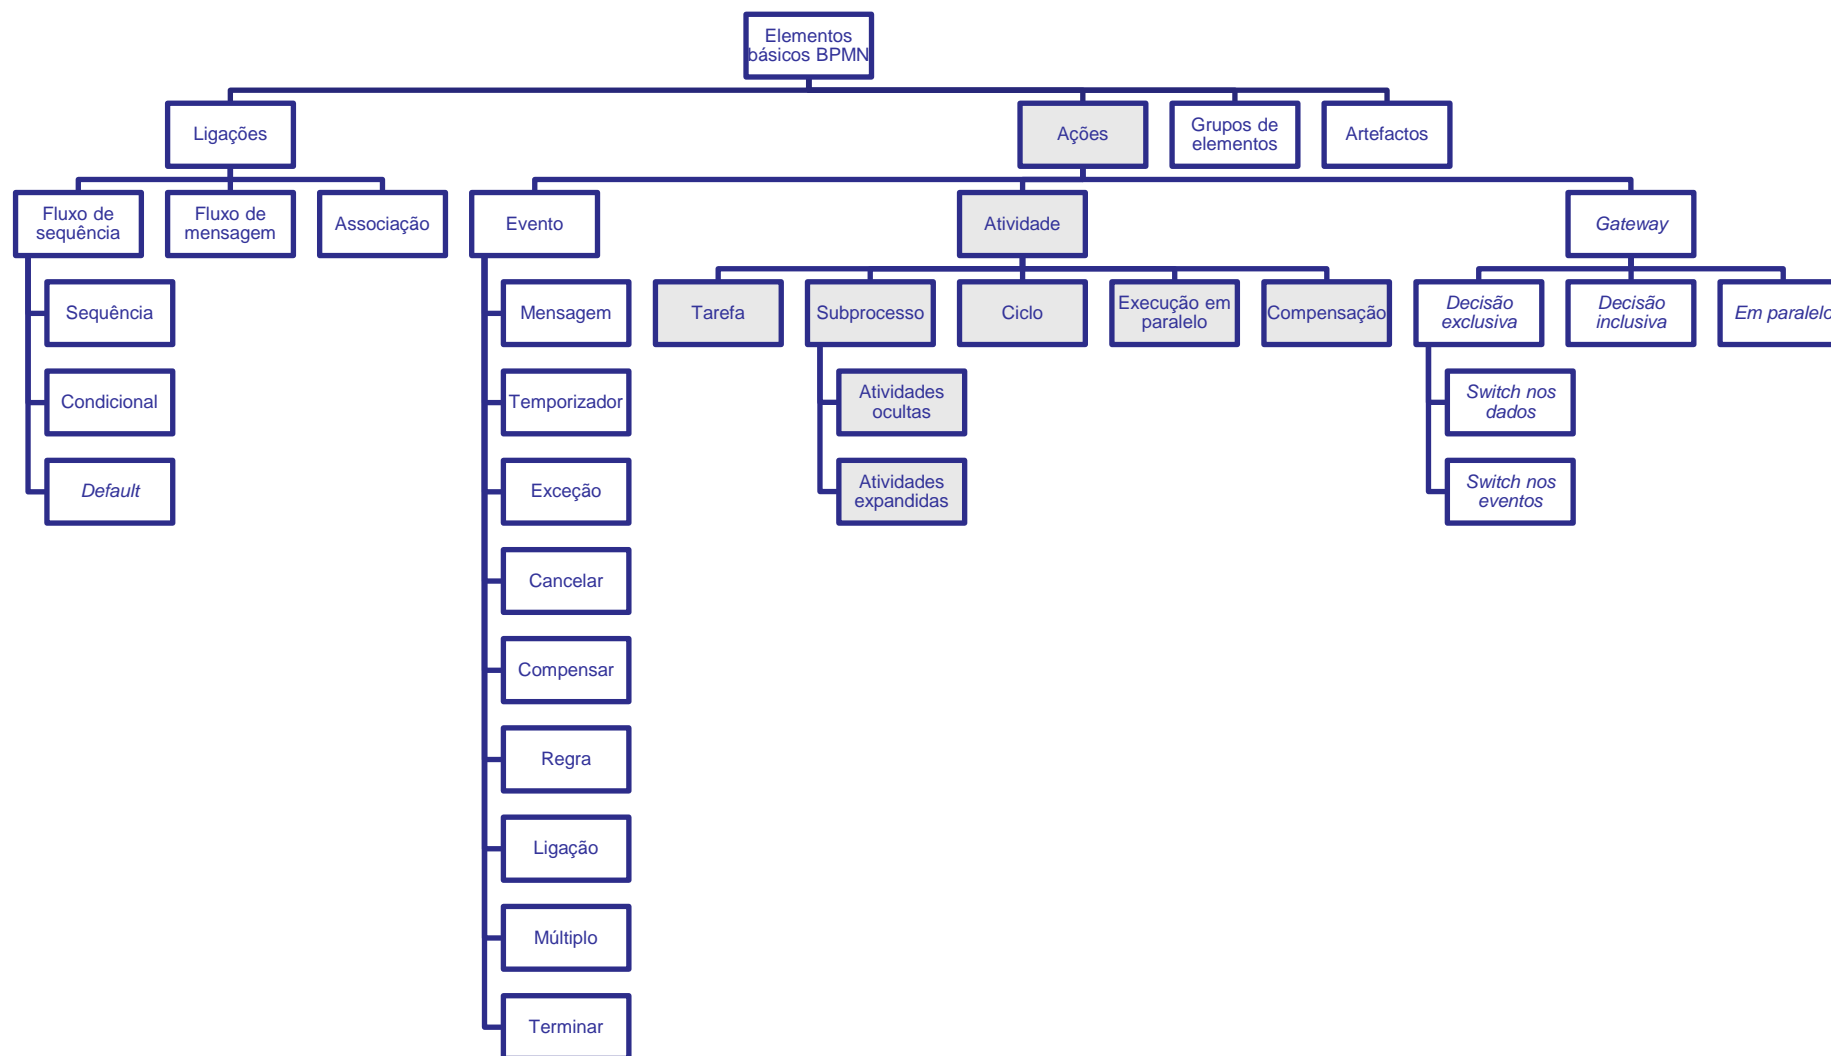 Elementos
básicos BPMN
Ligações
Ações
Grupos de
elementos
Artefactos
Fluxo de
sequência
Fluxo de
mensagem
Associação
Evento
Atividade
Gateway
Sequência
Condicional
Default
Mensagem
Temporizador
Exceção
Cancelar
Compensar
Regra
Ligação
Múltiplo
Terminar
Tarefa
Subprocesso
Ciclo
Execução em
paralelo
Compensação
Atividades
ocultas
Atividades
expandidas
Decisão
exclusiva
Decisão
inclusiva
Em paralelo
Switch nos
dados
Switch nos
eventos